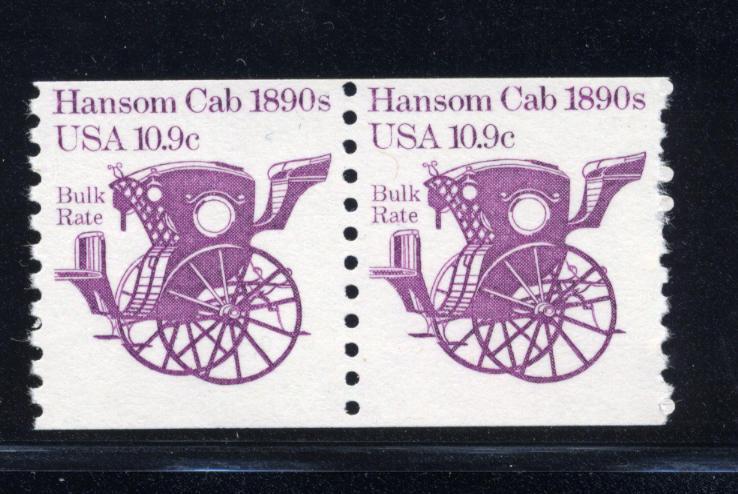 Hansom Cab 1890s
USA 10.9c
Bulk
Rate
Hansom Cab 1890s
USA 10.9c
Bulk
Rate